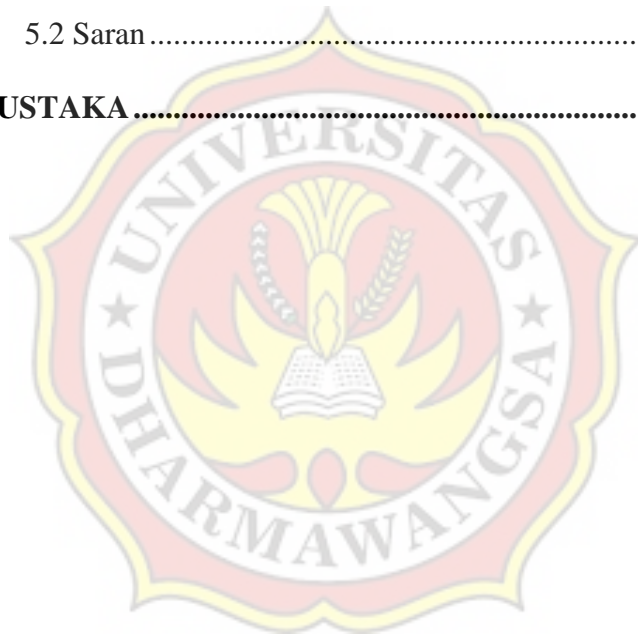 5.2 Saran ............................................................
USTAKA ...............................................................
UNIVERSITAS
★ DHARMAWANGSA ★